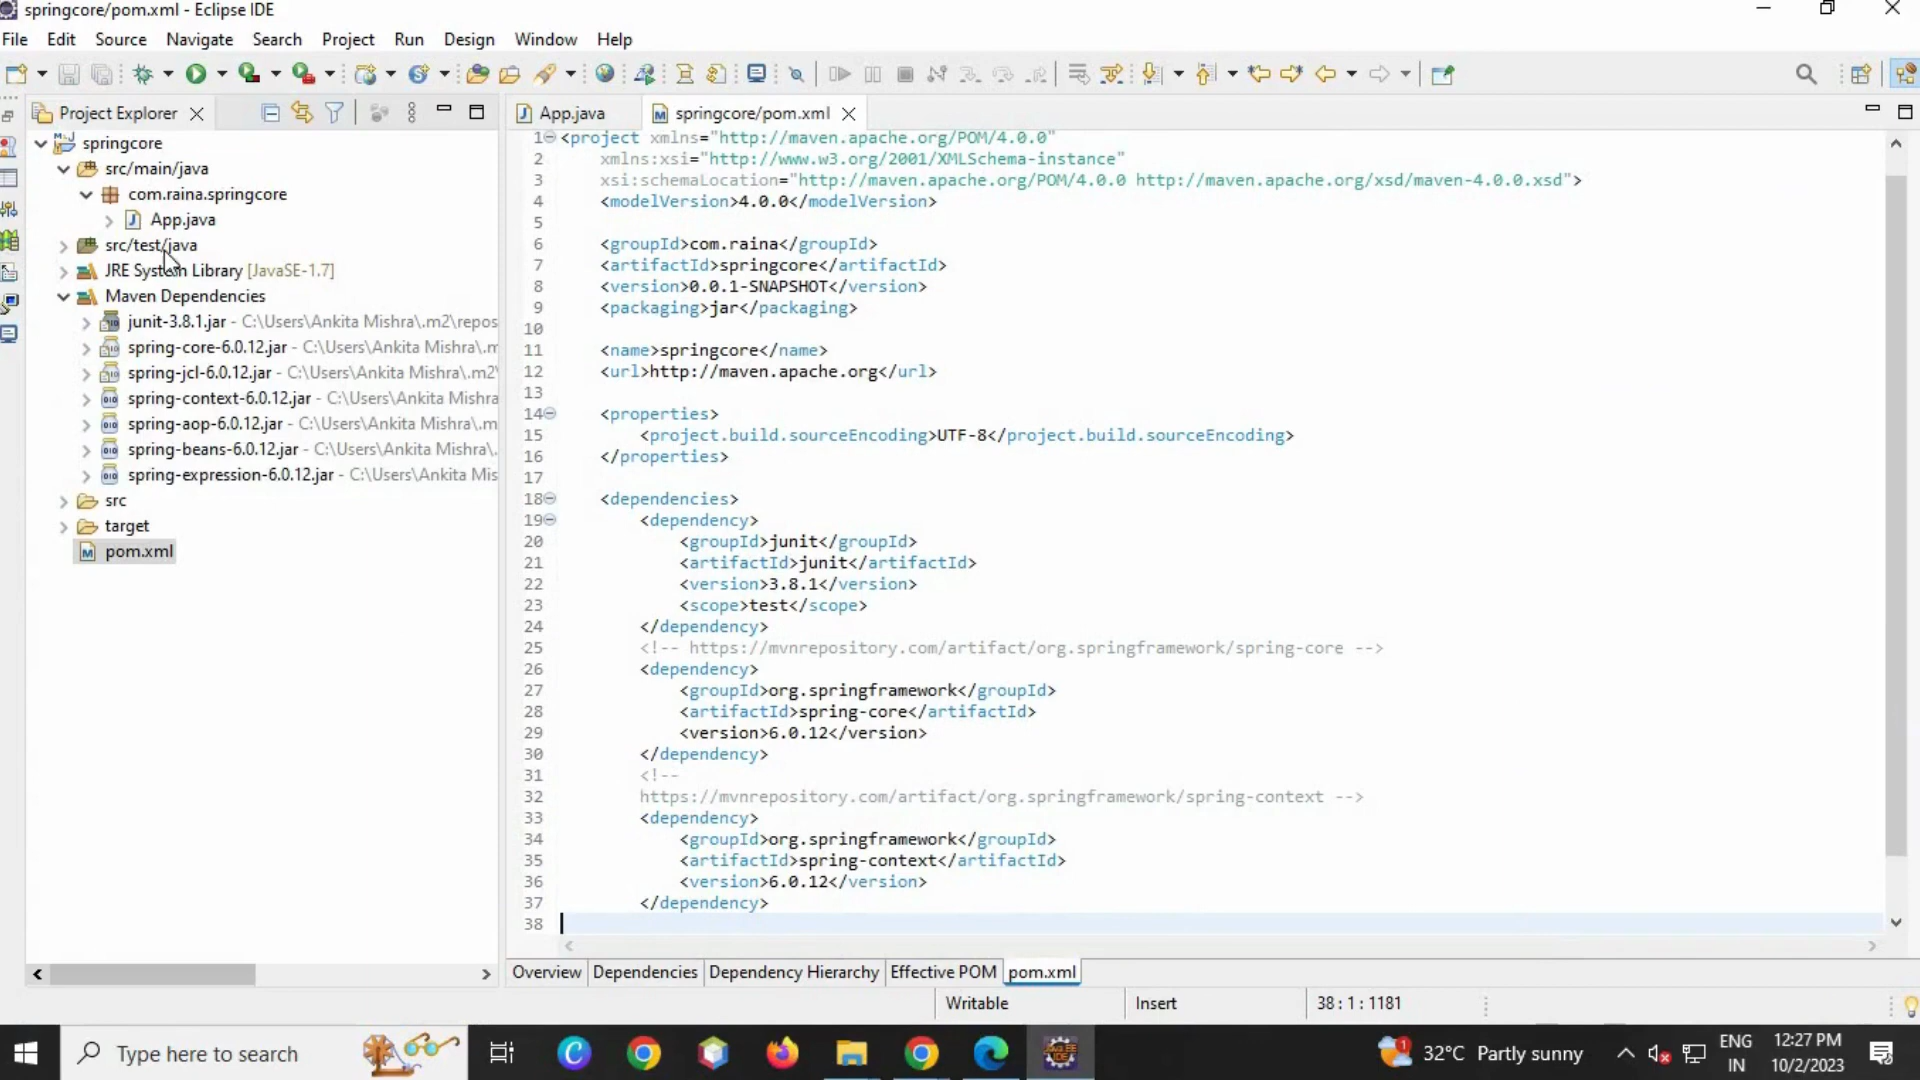 springcore/pom.xml - Eclipse IDE
File Edit Source Navigate Search Project Run Design Window Help
Project Explorer
springcore
src/main/java
com.raina.springcore
App.java
src/test/java
JRE System Library [JavaSE-1.7]
Maven Dependencies
junit-3.8.1.jar - C:\Users\Ankita Mishra\.m2\repos
spring-core-6.0.12.jar - C:\Users\Ankita Mishra\.m
spring-jcl-6.0.12.jar - C:\Users\Ankita Mishra\.m2\
spring-context-6.0.12.jar - C:\Users\Ankita Mishra
spring-aop-6.0.12.jar - C:\Users\Ankita Mishra\.m
spring-beans-6.0.12.jar - C:\Users\Ankita Mishra\.
spring-expression-6.0.12.jar - C:\Users\Ankita Mis
src
target
pom.xml
App.java springcore/pom.xml
1 <project xmlns="http://maven.apache.org/POM/4.0.0"
2 xmlns:xsi="http://www.w3.org/2001/XMLSchema-instance"
3 xsi:schemaLocation="http://maven.apache.org/POM/4.0.0 http://maven.apache.org/xsd/maven-4.0.0.xsd">
4 <modelVersion>4.0.0</modelVersion>
5
6 <groupId>com.raina</groupId>
7 <artifactId>springcore</artifactId>
8 <version>0.0.1-SNAPSHOT</version>
9 <packaging>jar</packaging>
10
11 <name>springcore</name>
12 <url>http://maven.apache.org</url>
13
14 <properties>
15 <project.build.sourceEncoding>UTF-8</project.build.sourceEncoding>
16 </properties>
17
18 <dependencies>
19 <dependency>
20 <groupId>junit</groupId>
21 <artifactId>junit</artifactId>
22 <version>3.8.1</version>
23 <scope>test</scope>
24 </dependency>
25 <!-- https://mvnrepository.com/artifact/org.springframework/spring-core -->
26 <dependency>
27 <groupId>org.springframework</groupId>
28 <artifactId>spring-core</artifactId>
29 <version>6.0.12</version>
30 </dependency>
31 <!--
32 https://mvnrepository.com/artifact/org.springframework/spring-context -->
33 <dependency>
34 <groupId>org.springframework</groupId>
35 <artifactId>spring-context</artifactId>
36 <version>6.0.12</version>
37 </dependency>
38
Overview Dependencies Dependency Hierarchy Effective POM pom.xml
Writable Insert 38 : 1 : 1181
Type here to search
32°C Partly sunny
ENG
IN
12:27 PM
10/2/2023